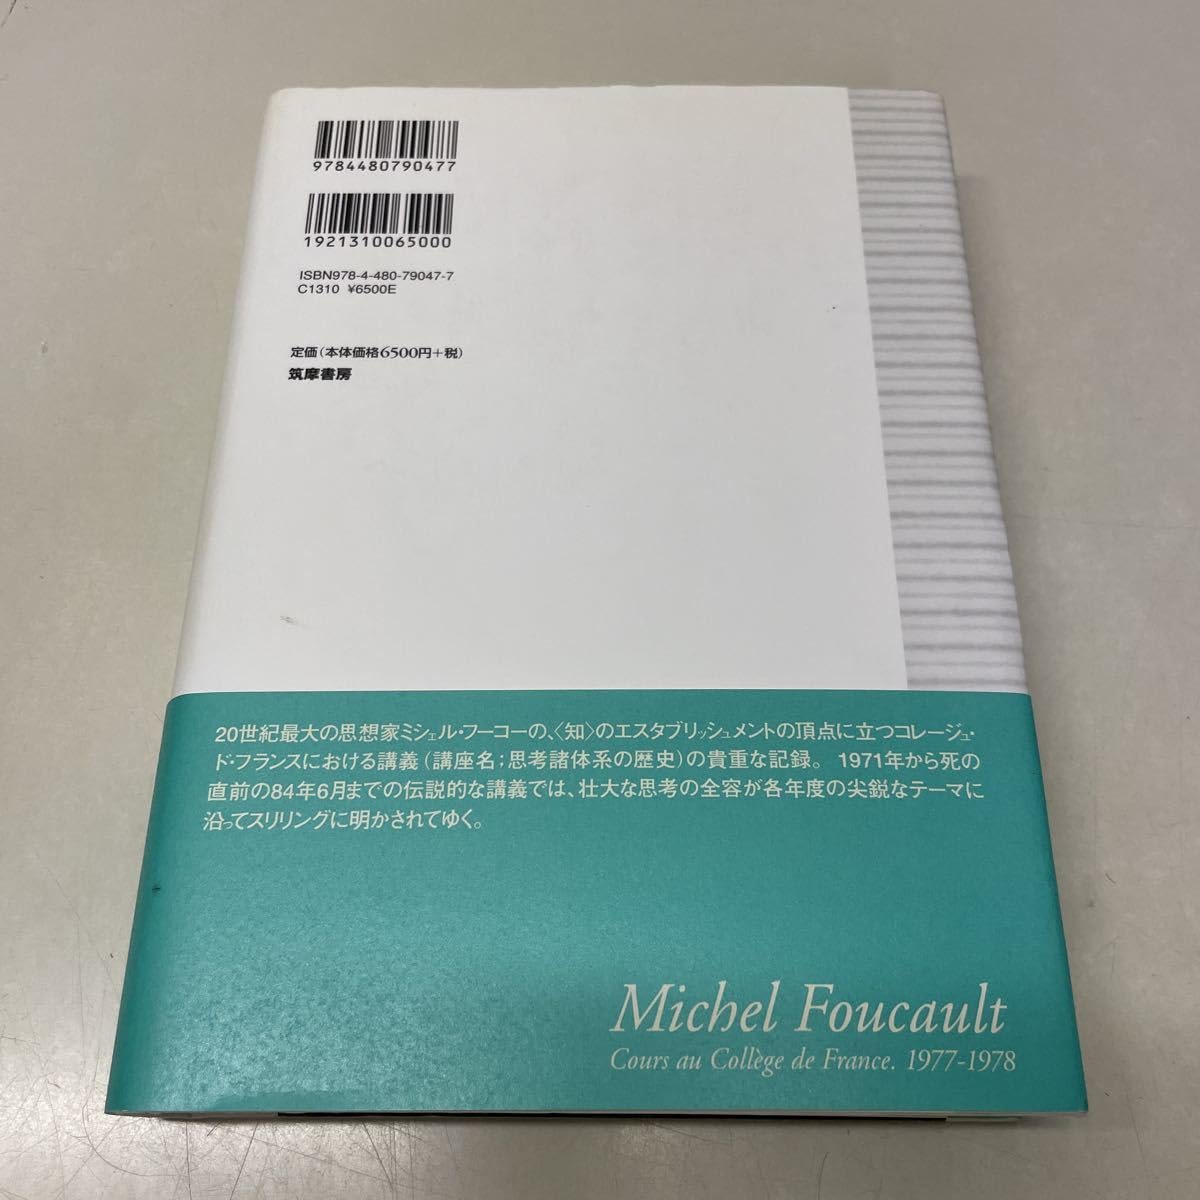 9784480790477
1921310065000
ISBN978-4-480-79047-7
C1310 ¥6500E
定価（本体価格6500円＋税）
筑摩書房
20世紀最大の思想家ミシェル・フーコーの、〈知〉のエスタブリッシュメントの頂点に立つコレージュ・
ド・フランスにおける講義（講座名；思考諸体系の歴史）の貴重な記録。 1971年から死の
直前の84年6月までの伝説的な講義では、壮大な思考の全容が各年度の尖鋭なテーマに
沿ってスリリングに明かされてゆく。
Michel Foucault
Cours au Collège de France. 1977-1978